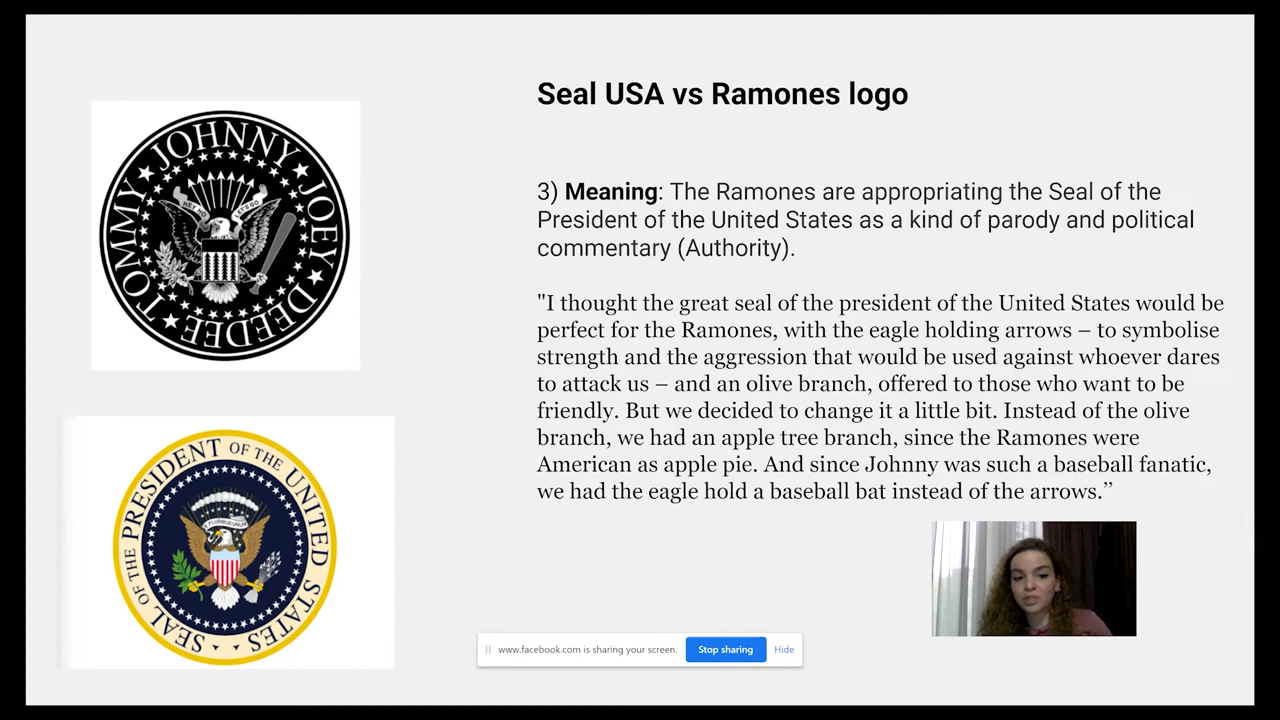 Seal USA vs Ramones logo
3) Meaning: The Ramones are appropriating the Seal of the
President of the United States as a kind of parody and political
commentary (Authority).
"I thought the great seal of the president of the United States would be
perfect for the Ramones, with the eagle holding arrows – to symbolise
strength and the aggression that would be used against whoever dares
to attack us – and an olive branch, offered to those who want to be
friendly. But we decided to change it a little bit. Instead of the olive
branch, we had an apple tree branch, since the Ramones were
American as apple pie. And since Johnny was such a baseball fanatic,
we had the eagle hold a baseball bat instead of the arrows.”
TOMMY JOHNNY JOEY DEEDEE
HEY HO LET'S GO
SEAL OF THE PRESIDENT OF THE UNITED STATES
E PLURIBUS UNUM
www.facebook.com is sharing your screen.
Stop sharing
Hide